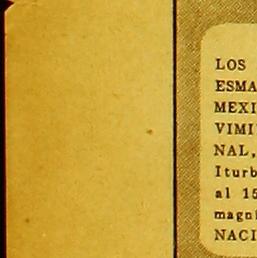 LOS
ESMA
MEXI
VIMI
NAL,
Iturb
al 15
magni
NACI